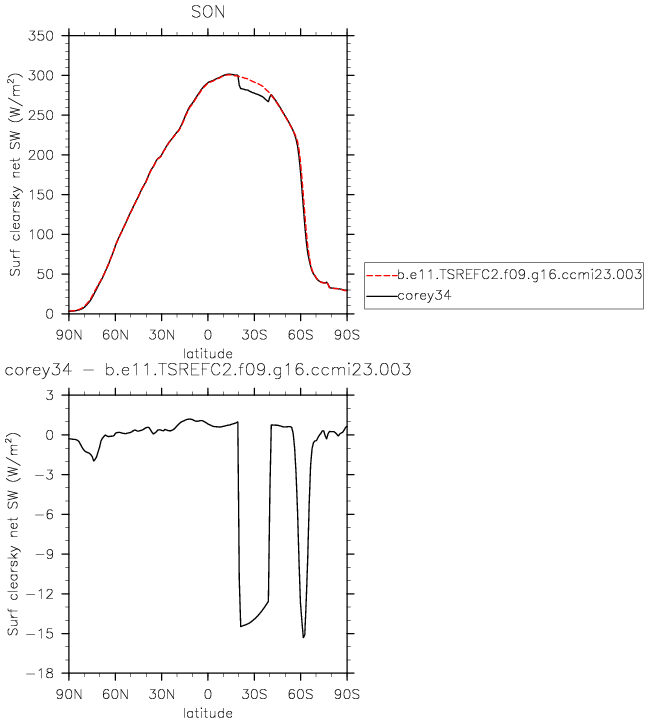 SON
350
300
250
200
150
100
50
0
Surf clearsky net SW (W/m²)
90N 60N 30N 0 30S 60S 90S
latitude
b.e11.TSREFC2.f09.g16.ccmi23.003
corey34
corey34 − b.e11.TSREFC2.f09.g16.ccmi23.003
3
0
−3
−6
−9
−12
−15
−18
Surf clearsky net SW (W/m²)
90N 60N 30N 0 30S 60S 90S
latitude